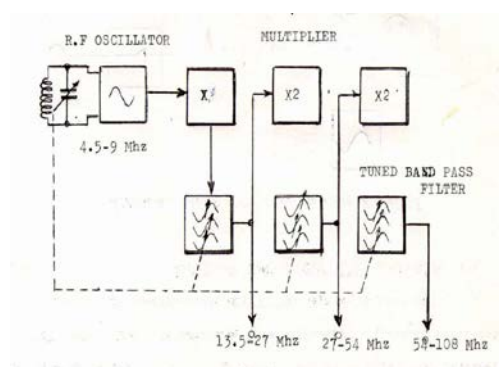 R.F OSCILLATOR
MULTIPLIER
X
X2
X2
4.5-9 Mhz
TUNED BAND PASS
FILTER
13.5-27 Mhz
27-54 Mhz
54-108 Mhz